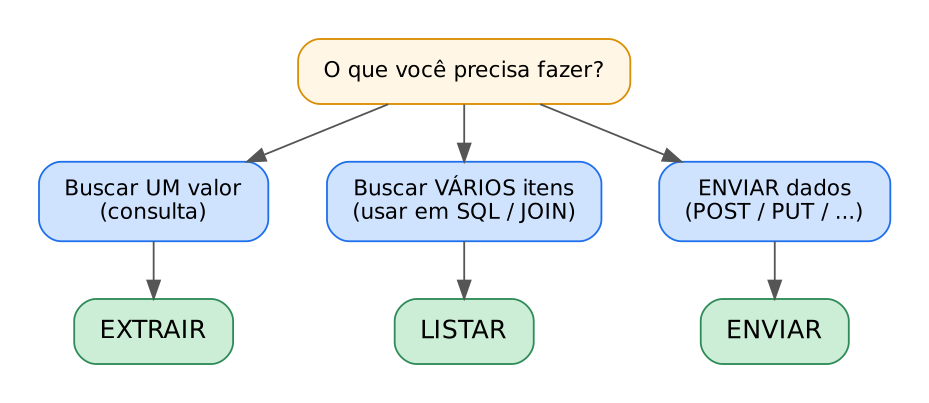 O que você precisa fazer?
Buscar UM valor
(consulta)
Buscar VÁRIOS itens
(usar em SQL / JOIN)
ENVIAR dados
(POST / PUT / ...)
EXTRAIR
LISTAR
ENVIAR